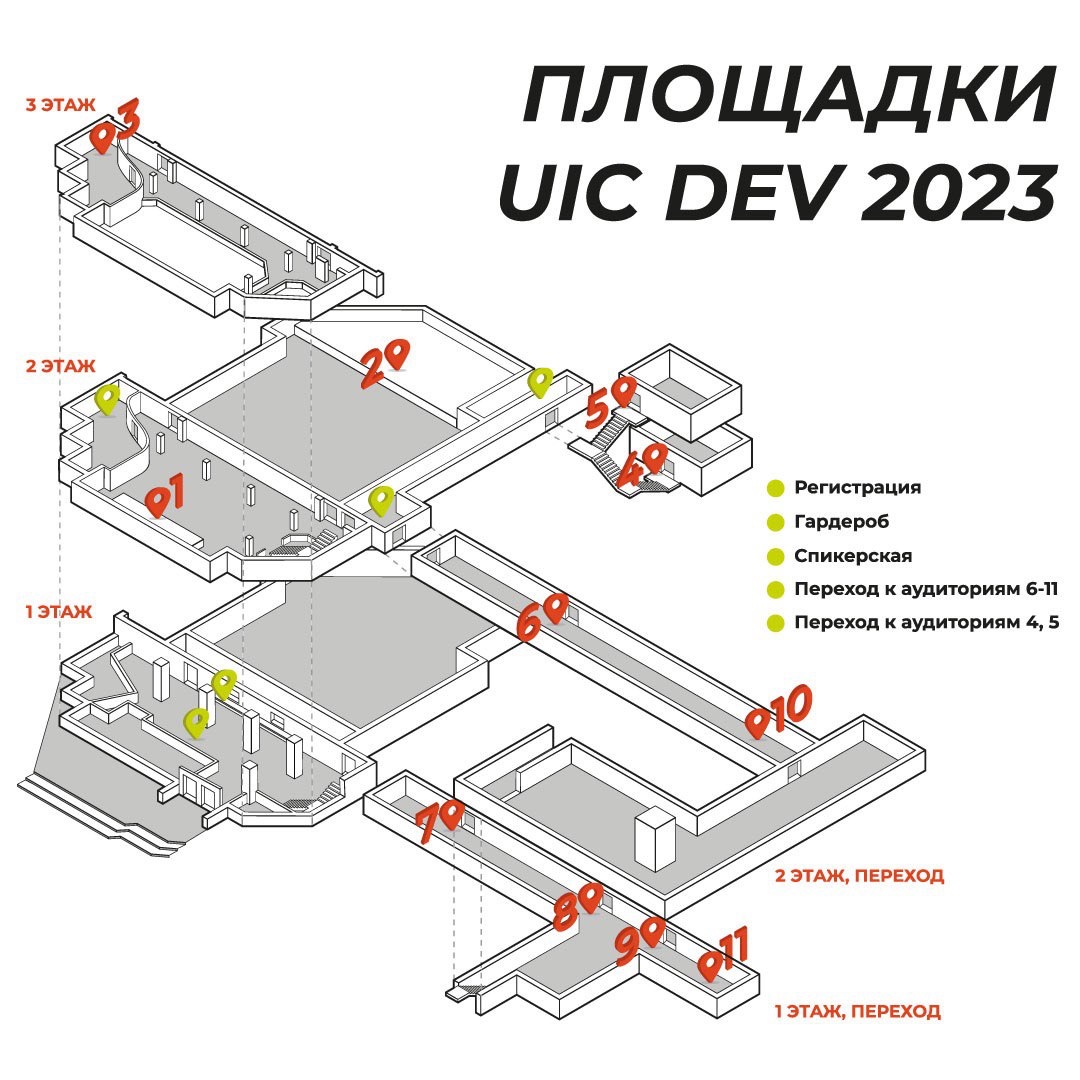 ПЛОЩАДКИ
UIC DEV 2023
3 ЭТАЖ
3
2 ЭТАЖ
2
1
5
4
Регистрация
Гардероб
Спикерская
Переход к аудиториям 6-11
Переход к аудиториям 4, 5
1 ЭТАЖ
6
10
7
2 ЭТАЖ, ПЕРЕХОД
8
9
11
1 ЭТАЖ, ПЕРЕХОД